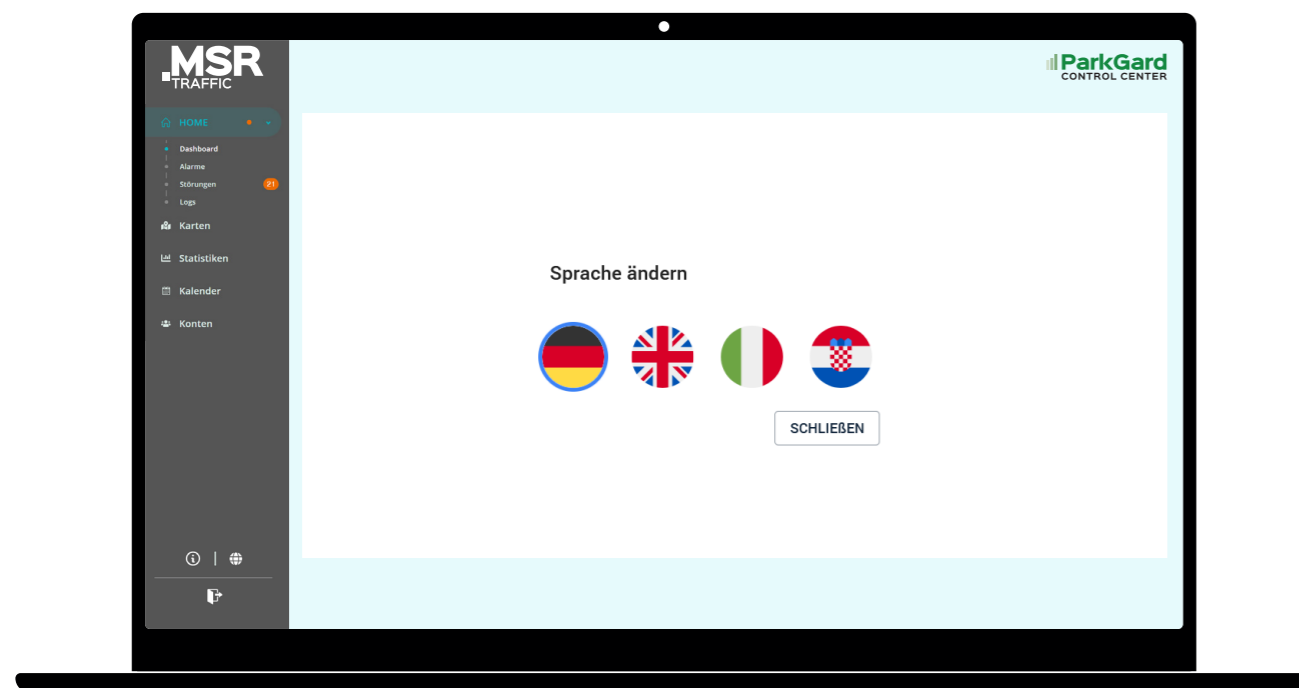 .MSR
TRAFFIC
ParkGard
CONTROL CENTER
HOME
Dashboard
Alarme
Störungen 21
Logs
Karten
Statistiken
Kalender
Konten
Sprache ändern
SCHLIEßEN